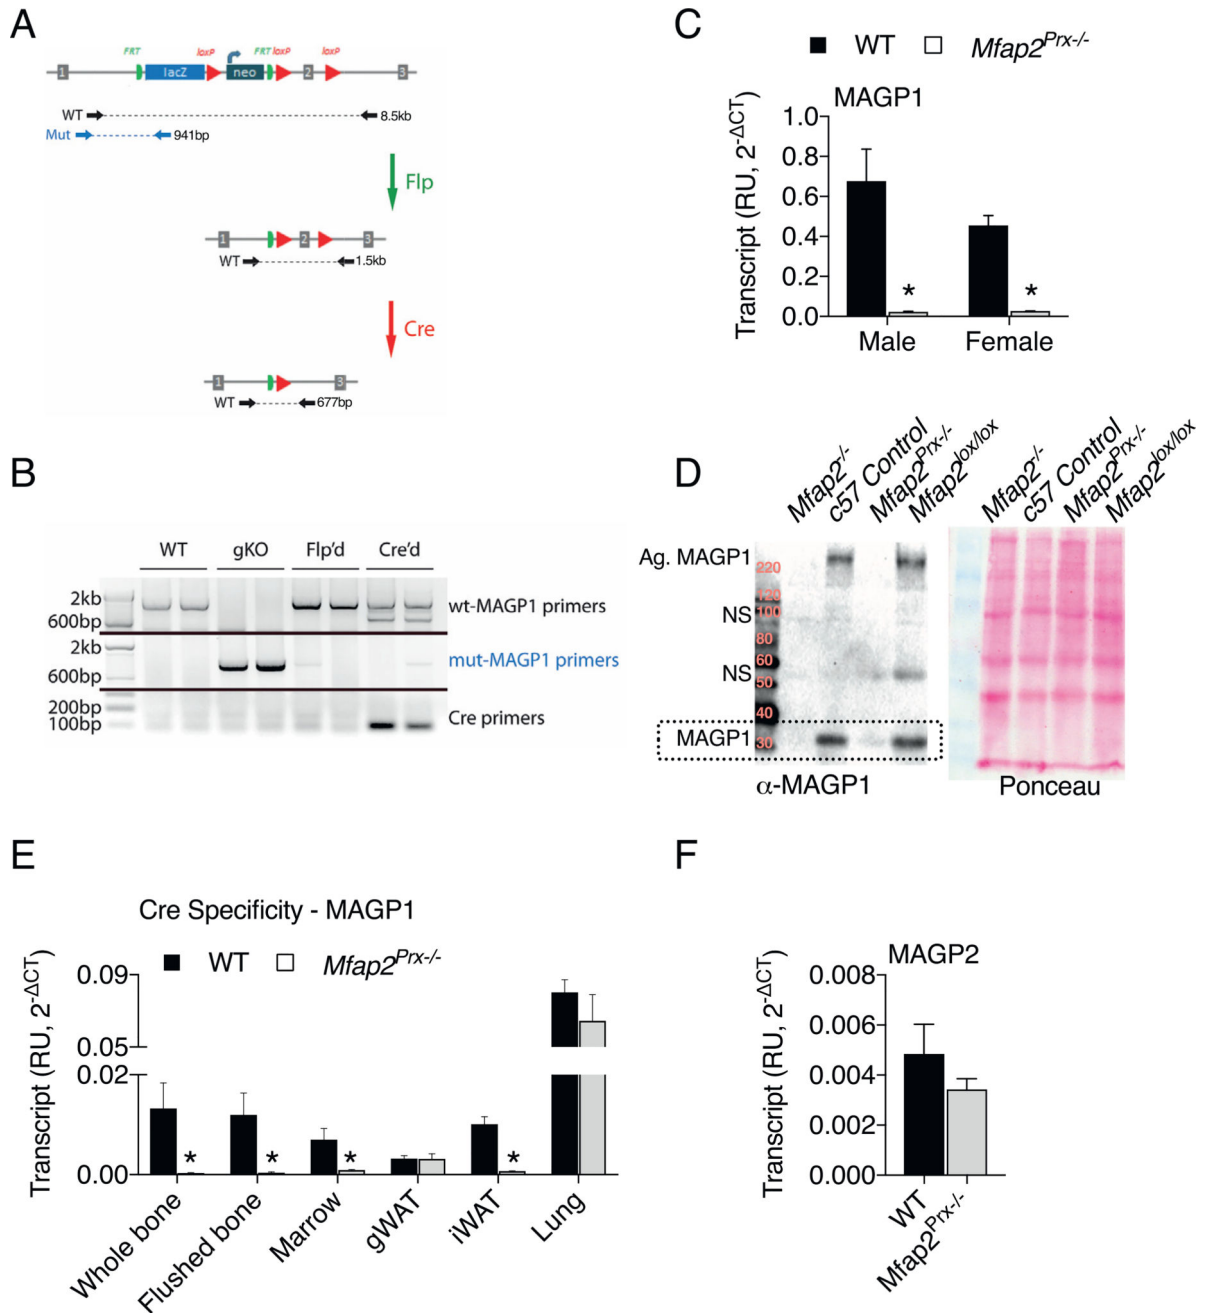 A
FRT loxP FRT loxP loxP
1 lacZ neo 2 3
WT 8.5kb
Mut 941bp
Flp
1 2 3
WT 1.5kb
Cre
1 3
WT 677bp
B
WT gKO Flp'd Cre'd
2kb
600bp
wt-MAGP1 primers
2kb
600bp
mut-MAGP1 primers
200bp
100bp
Cre primers
C
WT Mfap2Prx-/-
MAGP1
Transcript (RU, 2-ΔCT)
1.0
0.8
0.6
0.4
0.2
0.0
* *
Male Female
D
Mfap2-/- c57 Control Mfap2Prx-/- Mfap2lox/lox
Mfap2-/- c57 Control Mfap2Prx-/- Mfap2lox/lox
Ag. MAGP1
NS
NS
MAGP1
220
120
100
80
60
50
40
30
α-MAGP1 Ponceau
E
Cre Specificity - MAGP1
WT Mfap2Prx-/-
Transcript (RU, 2-ΔCT)
0.09
0.05
0.02
0.00
* * * *
Whole bone Flushed bone Marrow gWAT iWAT Lung
F
MAGP2
Transcript (RU, 2-ΔCT)
0.008
0.006
0.004
0.002
0.000
WT Mfap2Prx-/-